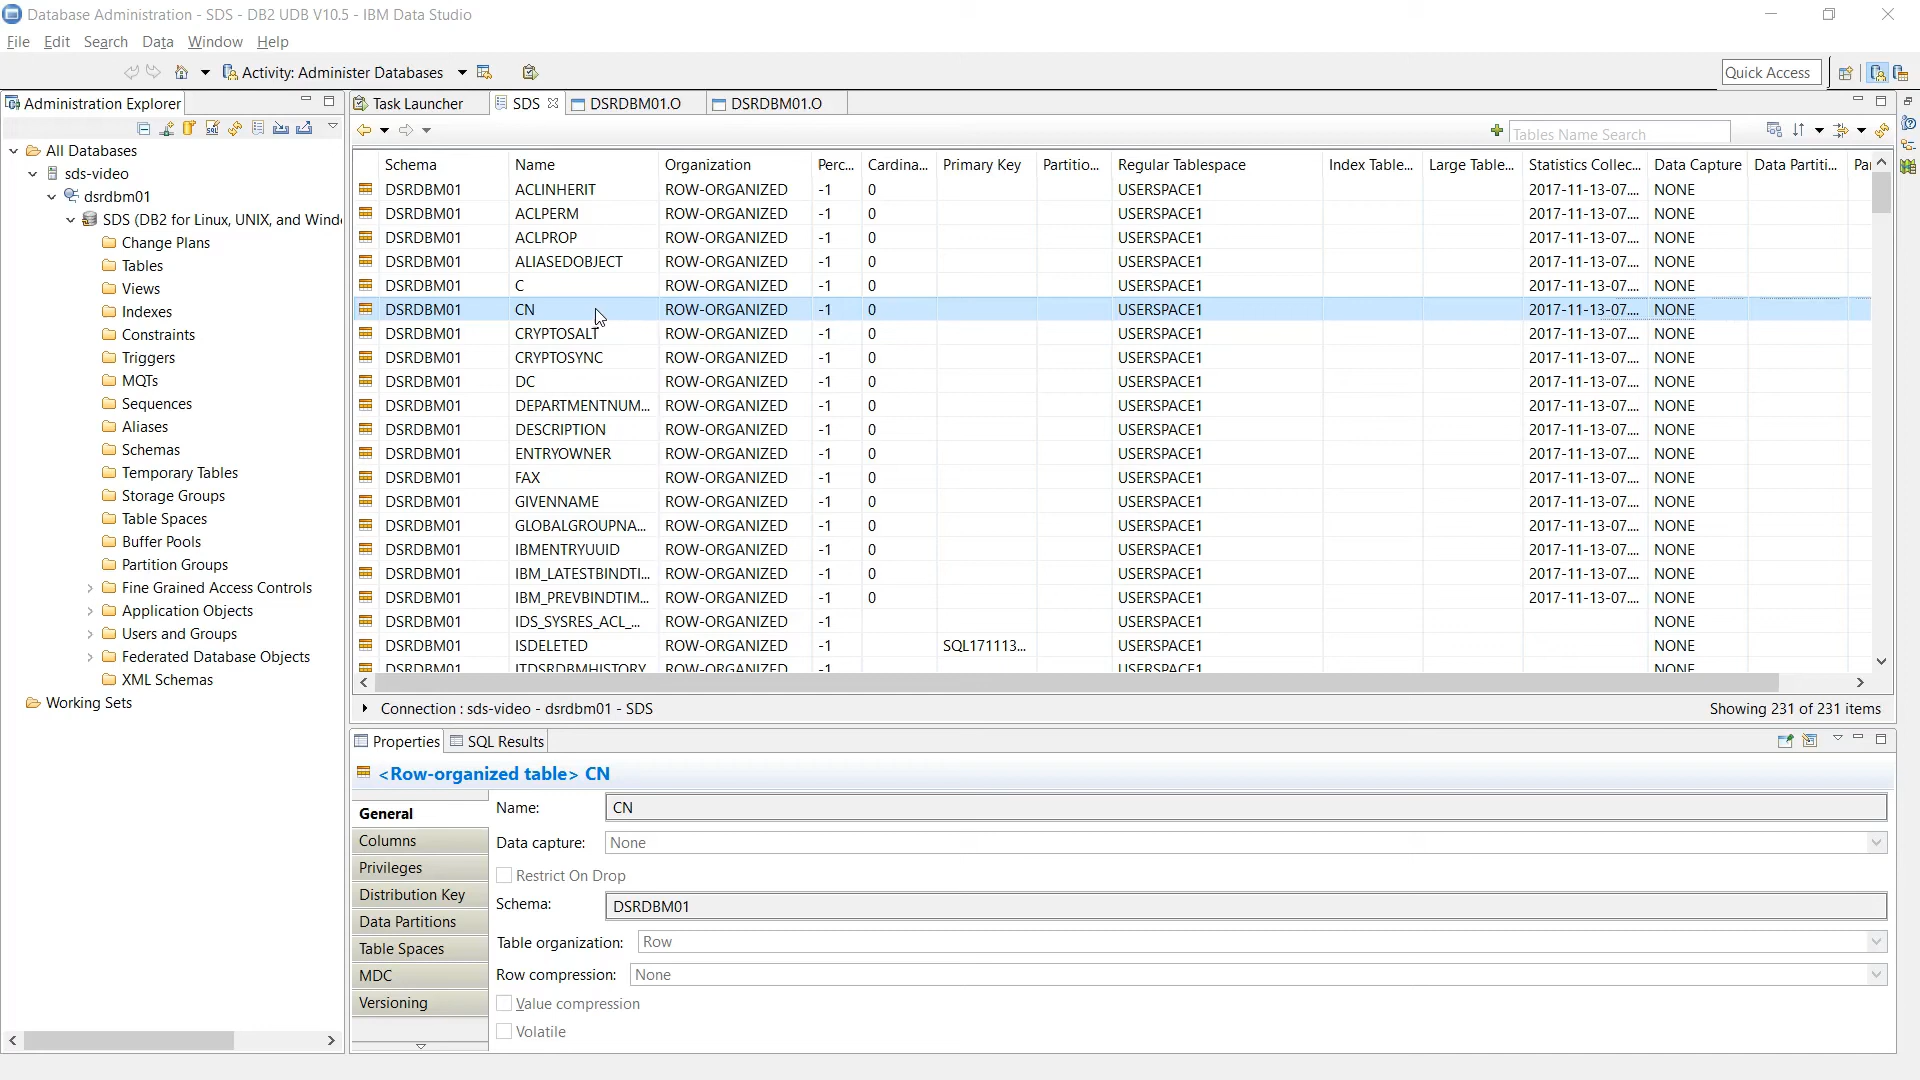 Database Administration - SDS - DB2 UDB V10.5 - IBM Data Studio
File Edit Search Data Window Help
Activity: Administer Databases
Quick Access
Administration Explorer
All Databases
sds-video
dsrdbm01
SDS (DB2 for Linux, UNIX, and Wind
Change Plans
Tables
Views
Indexes
Constraints
Triggers
MQTs
Sequences
Aliases
Schemas
Temporary Tables
Storage Groups
Table Spaces
Buffer Pools
Partition Groups
Fine Grained Access Controls
Application Objects
Users and Groups
Federated Database Objects
XML Schemas
Working Sets
Task Launcher SDS DSRDBM01.O DSRDBM01.O
Tables Name Search
Schema Name Organization Perc... Cardina... Primary Key Partitio... Regular Tablespace Index Table... Large Table... Statistics Collec... Data Capture Data Partiti... Par
DSRDBM01 ACLINHERIT ROW-ORGANIZED -1 0 USERSPACE1 2017-11-13-07.... NONE
DSRDBM01 ACLPERM ROW-ORGANIZED -1 0 USERSPACE1 2017-11-13-07.... NONE
DSRDBM01 ACLPROP ROW-ORGANIZED -1 0 USERSPACE1 2017-11-13-07.... NONE
DSRDBM01 ALIASEDOBJECT ROW-ORGANIZED -1 0 USERSPACE1 2017-11-13-07.... NONE
DSRDBM01 C ROW-ORGANIZED -1 0 USERSPACE1 2017-11-13-07.... NONE
DSRDBM01 CN ROW-ORGANIZED -1 0 USERSPACE1 2017-11-13-07.... NONE
DSRDBM01 CRYPTOSALT ROW-ORGANIZED -1 0 USERSPACE1 2017-11-13-07.... NONE
DSRDBM01 CRYPTOSYNC ROW-ORGANIZED -1 0 USERSPACE1 2017-11-13-07.... NONE
DSRDBM01 DC ROW-ORGANIZED -1 0 USERSPACE1 2017-11-13-07.... NONE
DSRDBM01 DEPARTMENTNUM... ROW-ORGANIZED -1 0 USERSPACE1 2017-11-13-07.... NONE
DSRDBM01 DESCRIPTION ROW-ORGANIZED -1 0 USERSPACE1 2017-11-13-07.... NONE
DSRDBM01 ENTRYOWNER ROW-ORGANIZED -1 0 USERSPACE1 2017-11-13-07.... NONE
DSRDBM01 FAX ROW-ORGANIZED -1 0 USERSPACE1 2017-11-13-07.... NONE
DSRDBM01 GIVENNAME ROW-ORGANIZED -1 0 USERSPACE1 2017-11-13-07.... NONE
DSRDBM01 GLOBALGROUPNA... ROW-ORGANIZED -1 0 USERSPACE1 2017-11-13-07.... NONE
DSRDBM01 IBMENTRYUUID ROW-ORGANIZED -1 0 USERSPACE1 2017-11-13-07.... NONE
DSRDBM01 IBM_LATESTBINDTI... ROW-ORGANIZED -1 0 USERSPACE1 2017-11-13-07.... NONE
DSRDBM01 IBM_PREVBINDTIM... ROW-ORGANIZED -1 0 USERSPACE1 2017-11-13-07.... NONE
DSRDBM01 IDS_SYSRES_ACL_... ROW-ORGANIZED -1 USERSPACE1 NONE
DSRDBM01 ISDELETED ROW-ORGANIZED -1 SQL171113... USERSPACE1 NONE
DSRDBM01 ITDSRDBMHISTORY ROW-ORGANIZED -1 USERSPACE1 NONE
Connection : sds-video - dsrdbm01 - SDS Showing 231 of 231 items
Properties SQL Results
<Row-organized table> CN
General
Columns
Privileges
Distribution Key
Data Partitions
Table Spaces
MDC
Versioning
Name: CN
Data capture: None
Restrict On Drop
Schema: DSRDBM01
Table organization: Row
Row compression: None
Value compression
Volatile